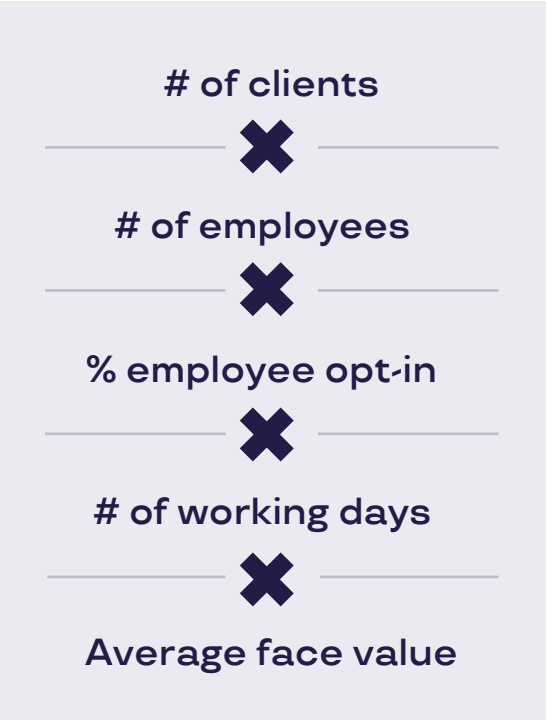 # of clients
# of employees
% employee opt-in
# of working days
Average face value